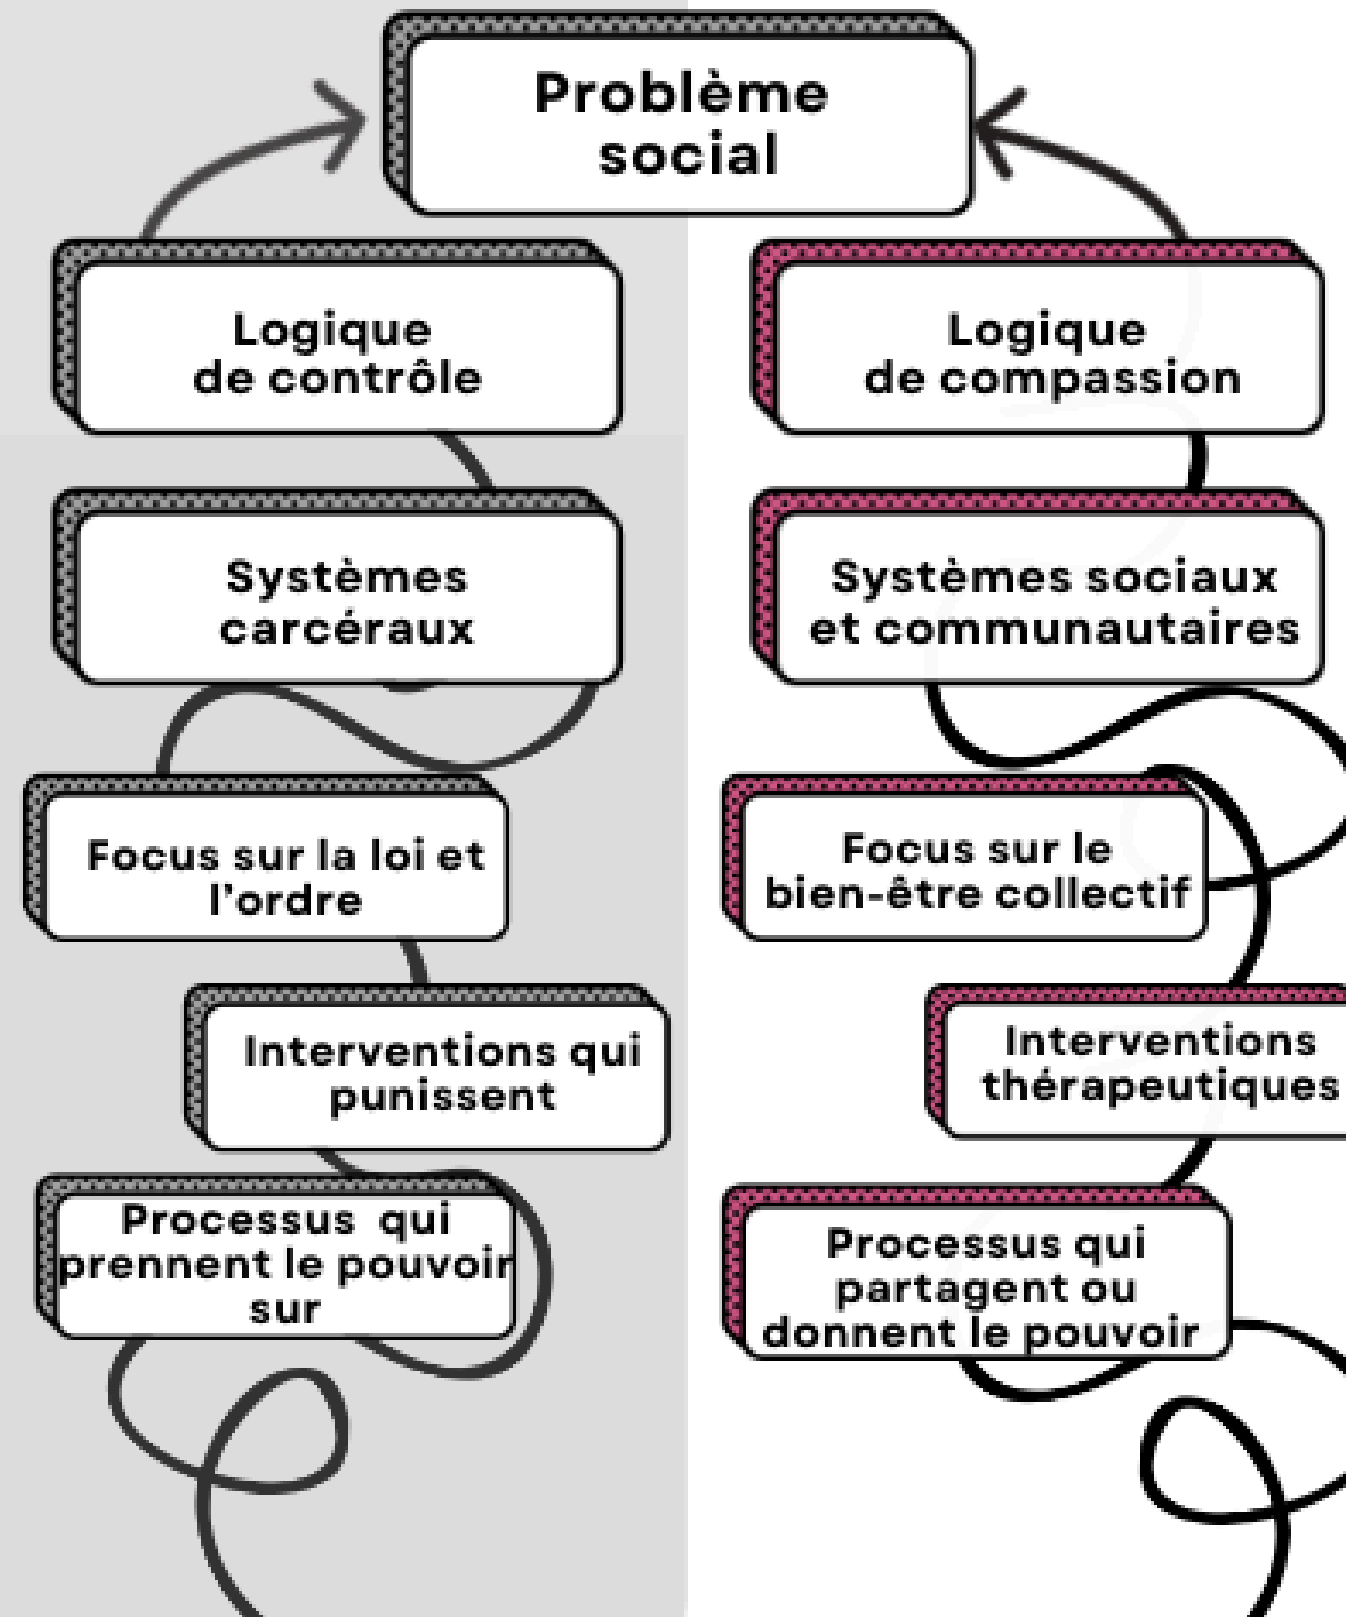 Problème
social
Logique
de contrôle
Systèmes
carcéraux
Focus sur la loi et
l'ordre
Interventions qui
punissent
Processus qui
prennent le pouvoir
sur
Logique
de compassion
Systèmes sociaux
et communautaires
Focus sur le
bien-être collectif
Interventions
thérapeutiques
Processus qui
partagent ou
donnent le pouvoir